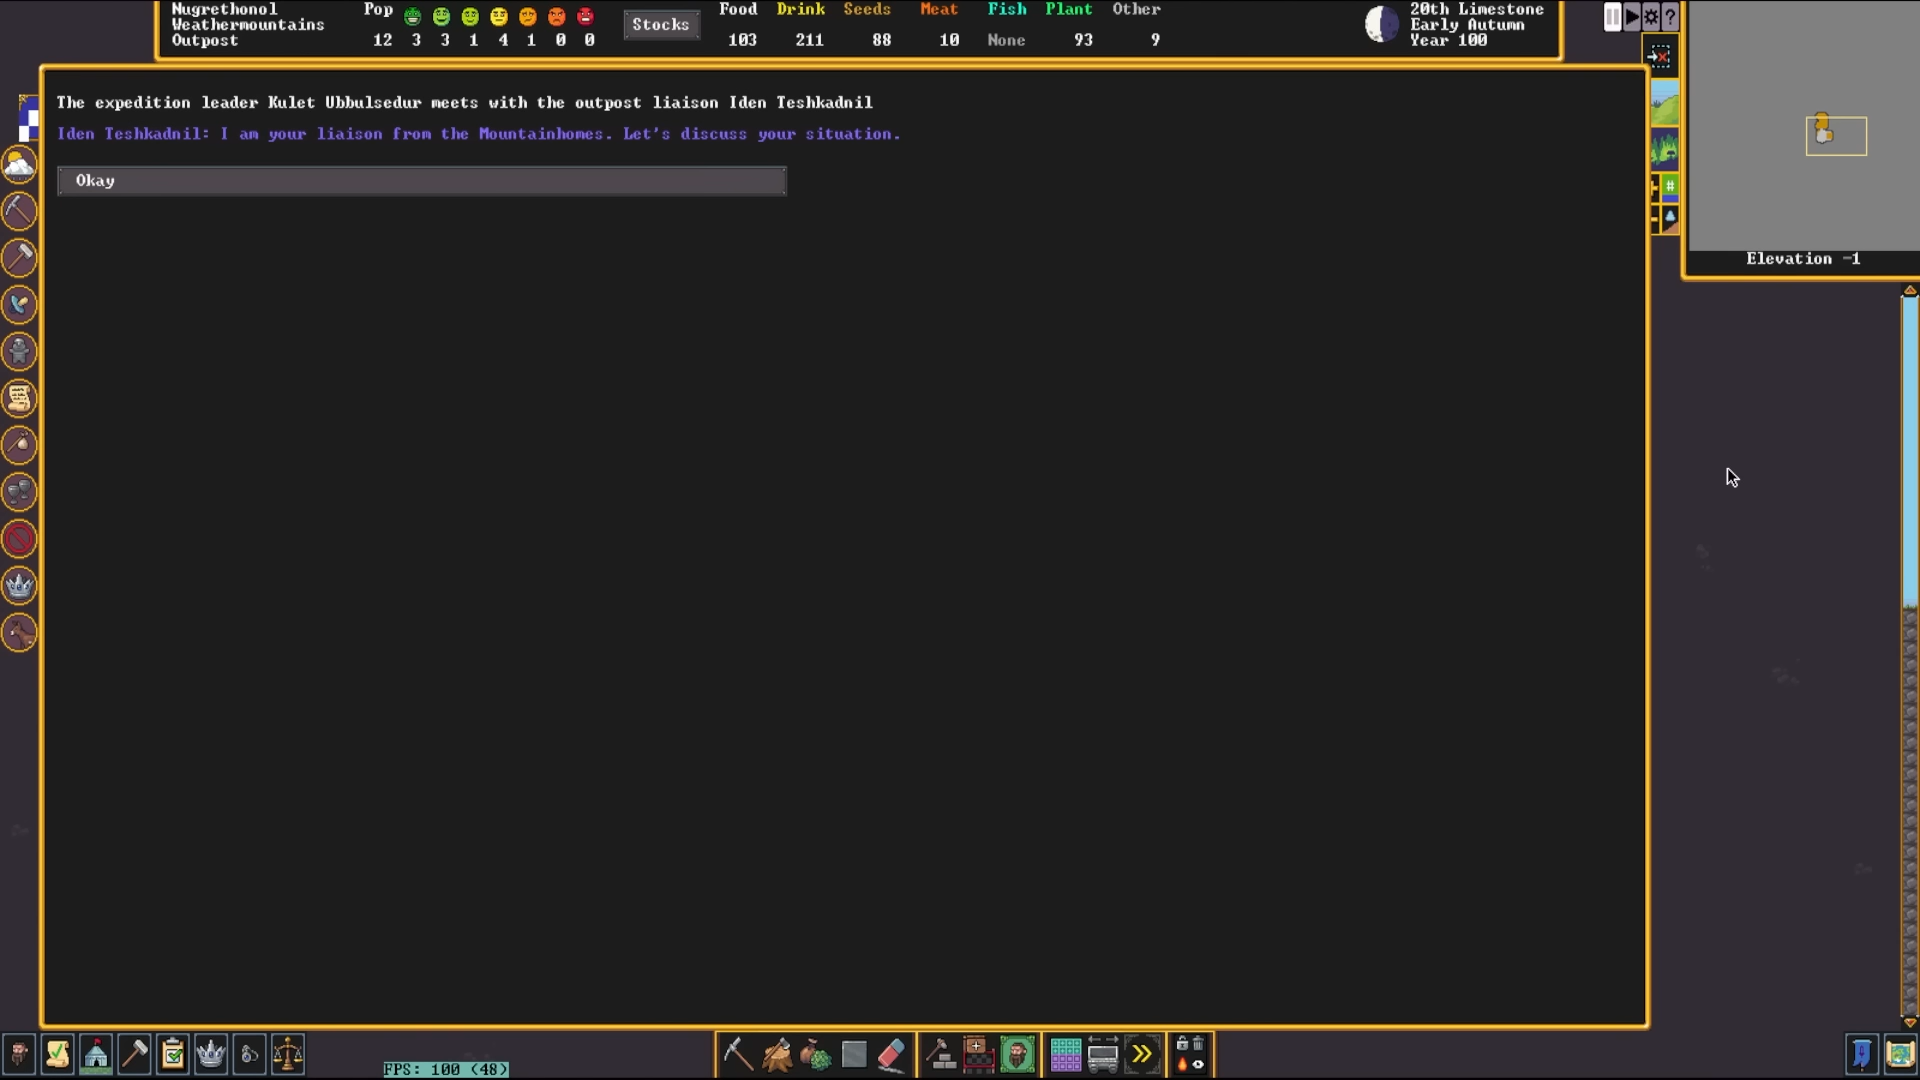 Nugrethonol
Weathermountains
Outpost
Pop
12 3 3 1 4 1 0 0
Stocks
Food Drink Seeds Meat Fish Plant Other
103 211 88 10 None 93 9
20th Limestone
Early Autumn
Year 100
?
The expedition leader Kulet Ubbulsedur meets with the outpost liaison Iden Teshkadnil
Iden Teshkadnil: I am your liaison from the Mountainhomes. Let's discuss your situation.
Okay
#
Elevation -1
FPS: 100 (48)